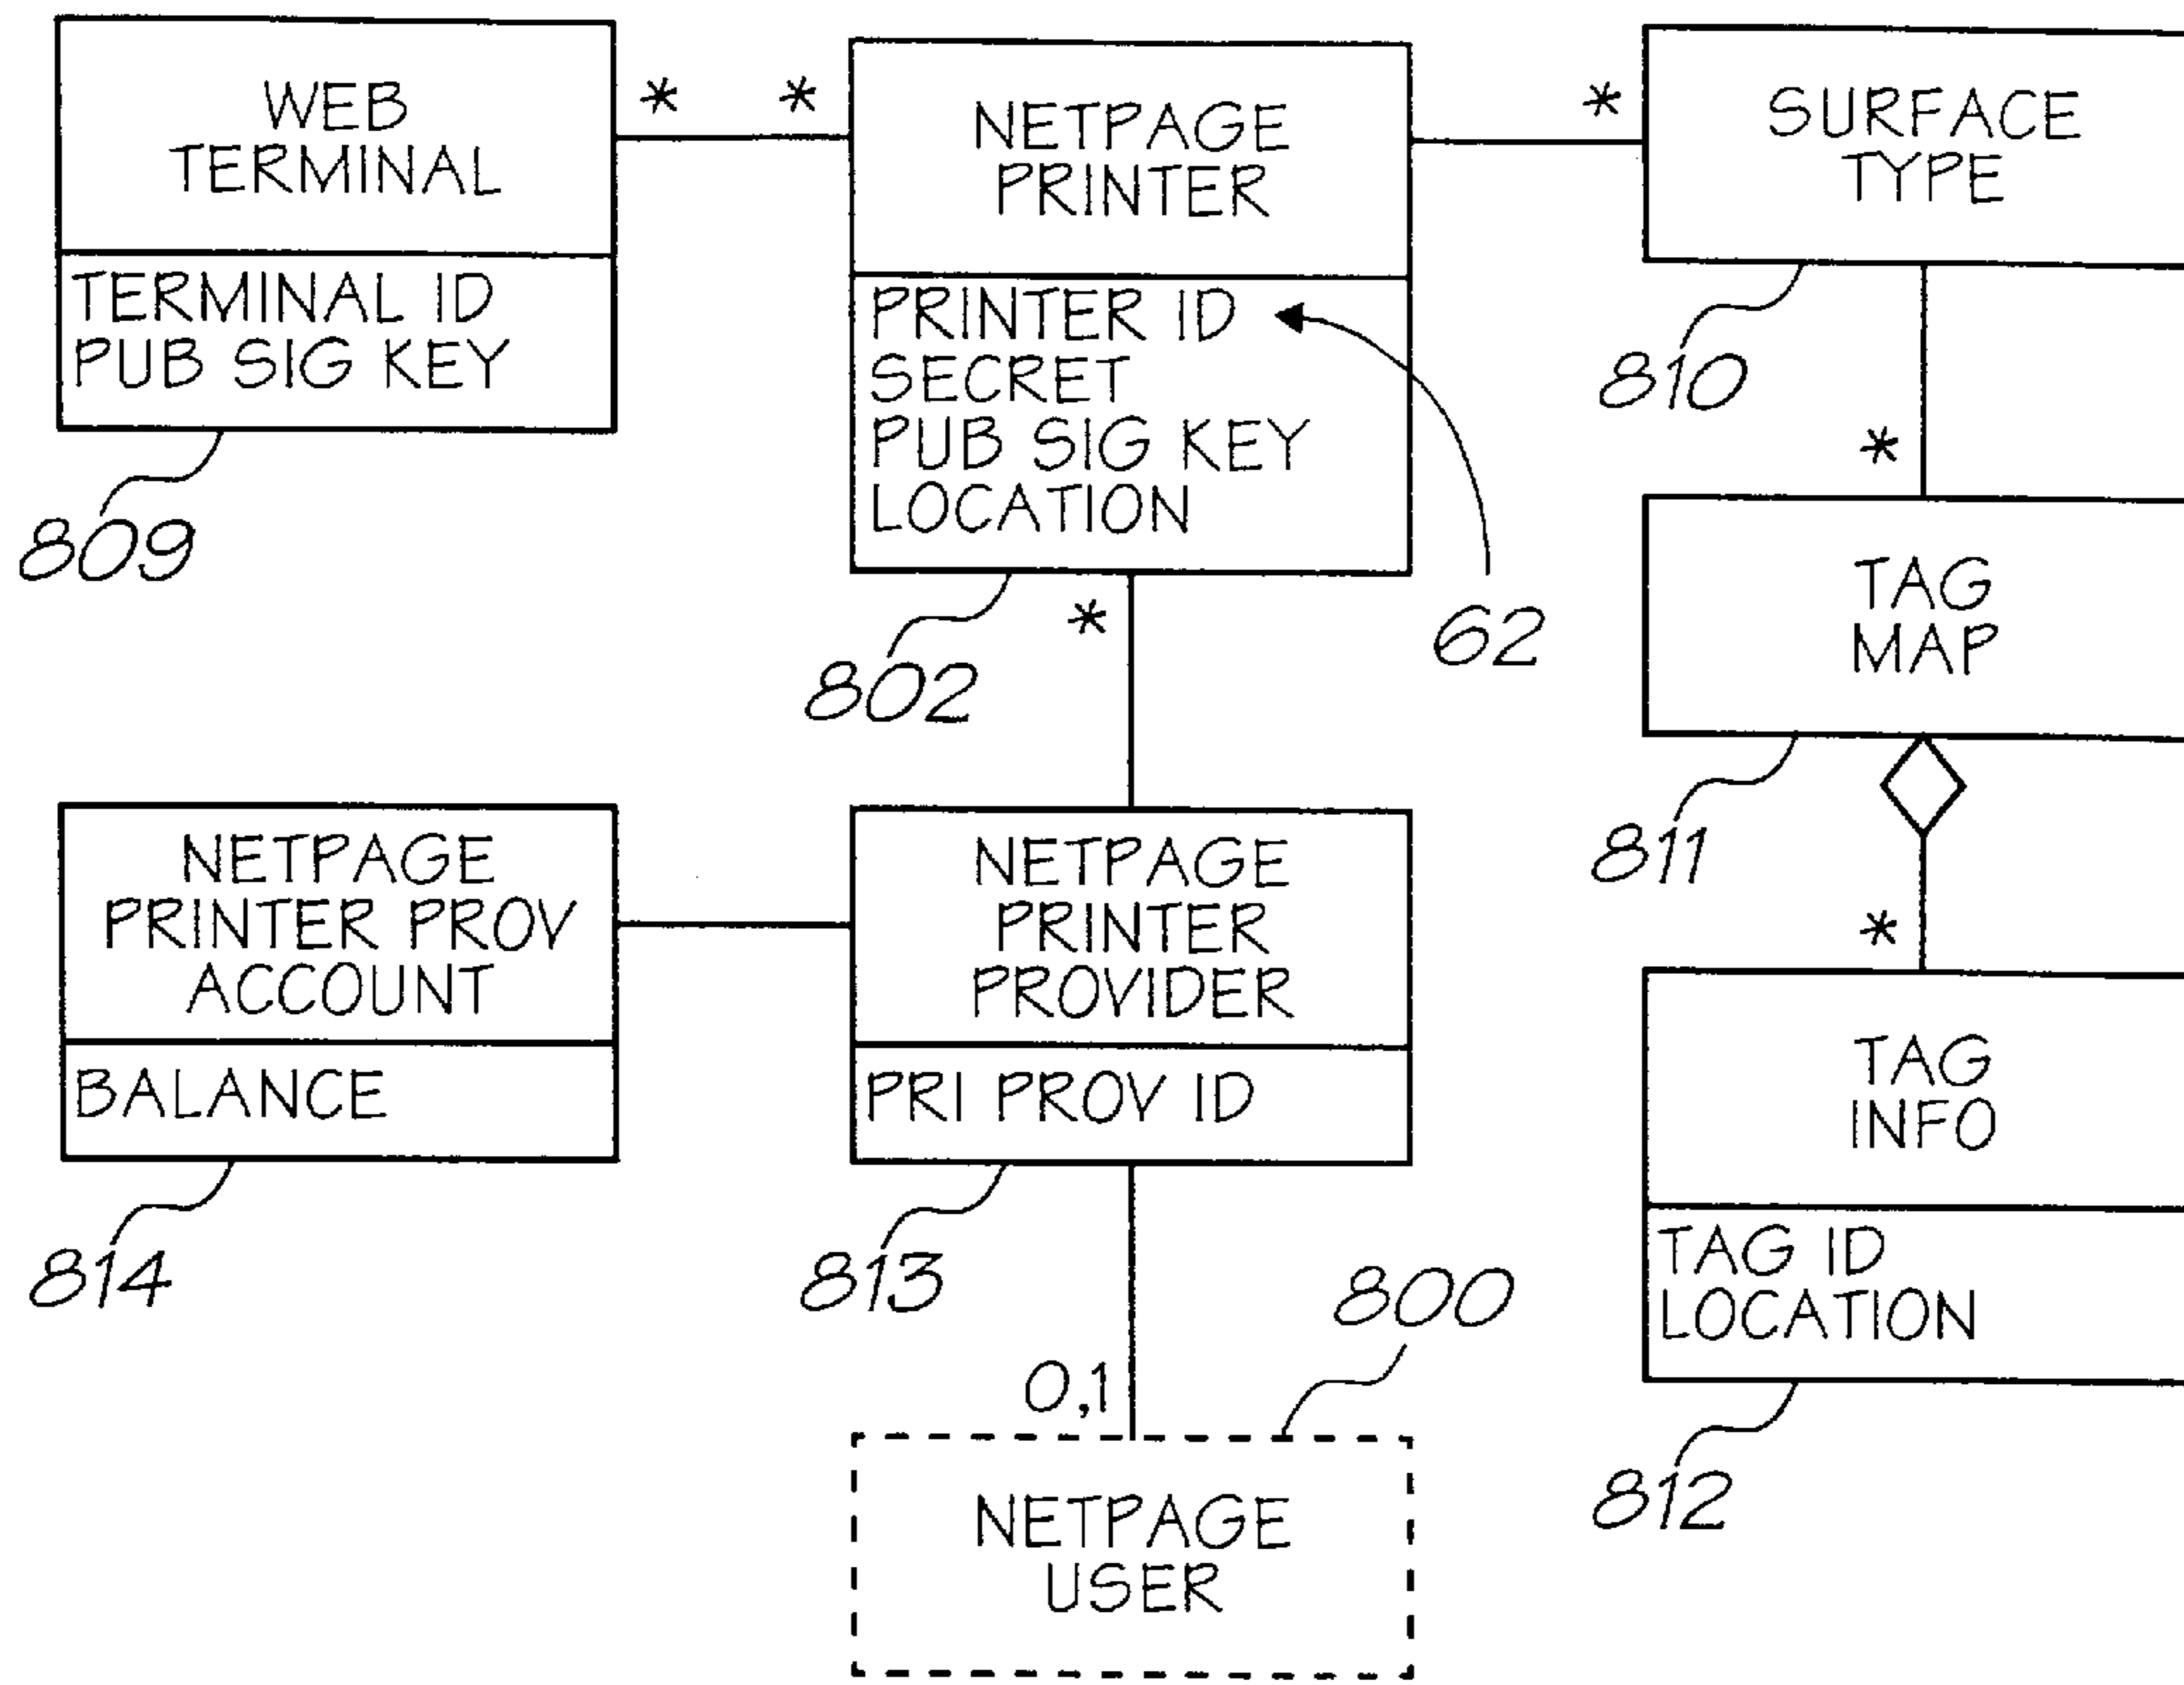 WEB
TERMINAL
TERMINAL ID
PUB SIG KEY
809
* *
NETPAGE
PRINTER
PRINTER ID
SECRET
PUB SIG KEY
LOCATION
62
802
*
*
SURFACE
TYPE
810
*
TAG
MAP
811
*
TAG
INFO
TAG ID
LOCATION
812
NETPAGE
PRINTER PROV
ACCOUNT
BALANCE
814
NETPAGE
PRINTER
PROVIDER
PRI PROV ID
813
800
0,1
NETPAGE
USER